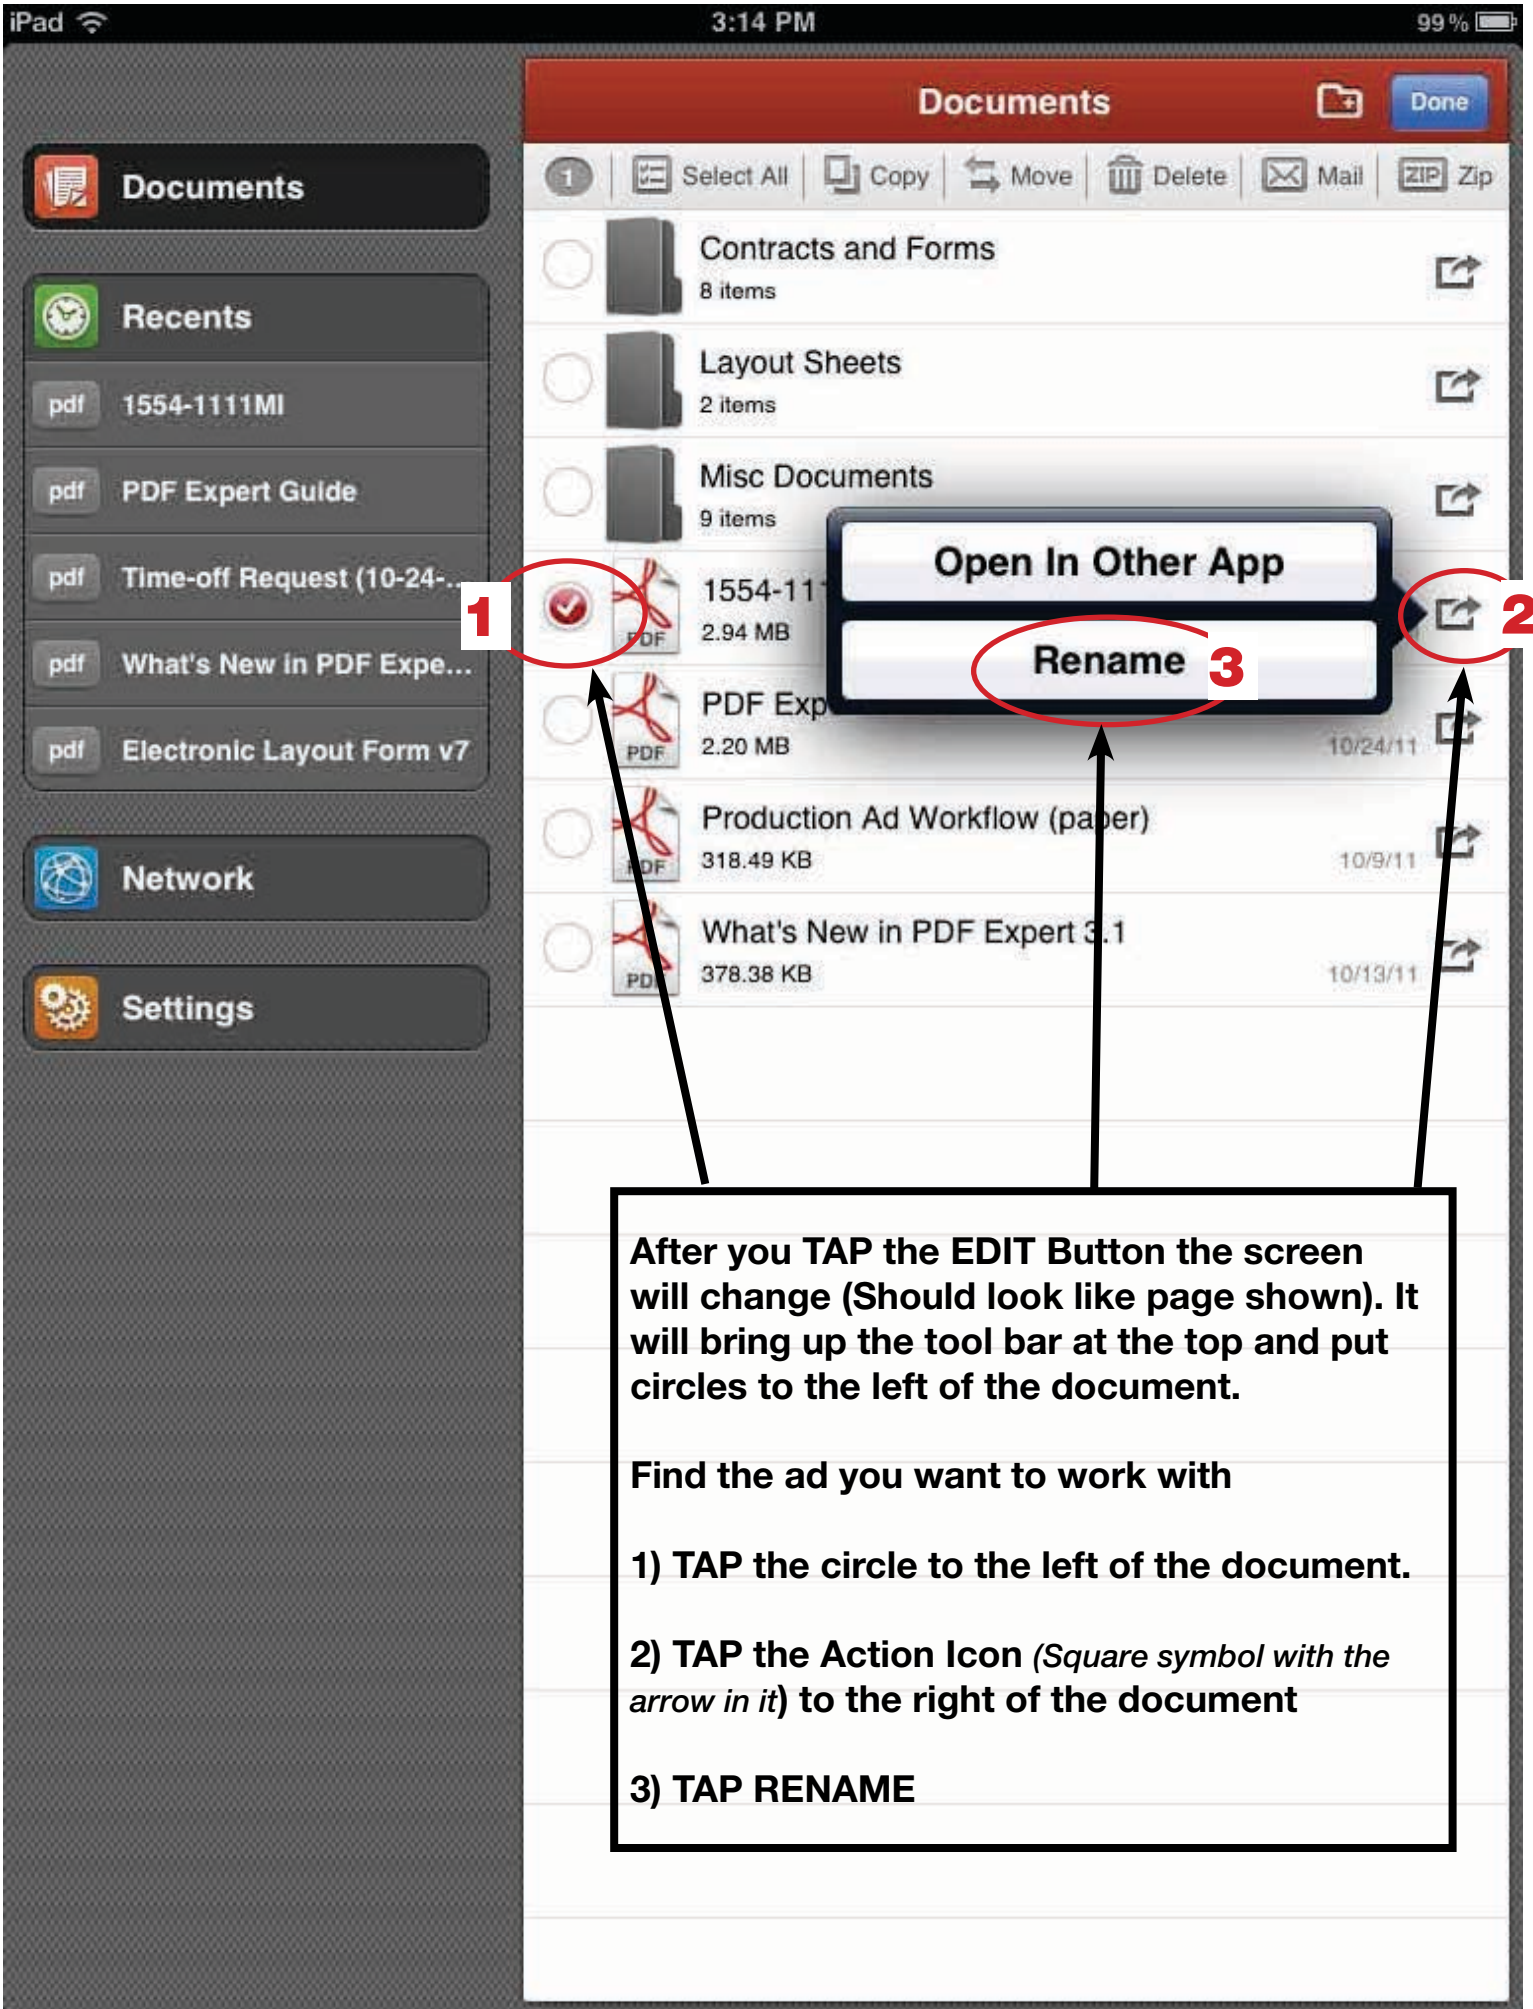 iPad
3:14 PM
99%
Documents
Done
1
Select All
Copy
Move
Delete
Mail
ZIP Zip
Documents
Recents
pdf 1554-1111MI
pdf PDF Expert Guide
pdf Time-off Request (10-24-...
pdf What's New in PDF Expe...
pdf Electronic Layout Form v7
Network
Settings
Contracts and Forms
8 items
Layout Sheets
2 items
Misc Documents
9 items
1
PDF
1554-11
2.94 MB
Open In Other App
Rename
3
2
PDF
PDF Exp
2.20 MB
10/24/11
PDF
Production Ad Workflow (paper)
318.49 KB
10/9/11
PDF
What's New in PDF Expert 3.1
378.38 KB
10/13/11
After you TAP the EDIT Button the screen
will change (Should look like page shown). It
will bring up the tool bar at the top and put
circles to the left of the document.
Find the ad you want to work with
1) TAP the circle to the left of the document.
2) TAP the Action Icon (Square symbol with the
arrow in it) to the right of the document
3) TAP RENAME